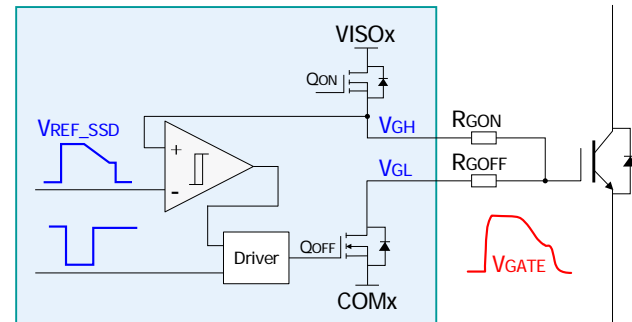 VISOx
QON
VREF_SSD
+
-
VGH
RGON
VGL
RGOFF
Driver
QOFF
COMx
VGATE